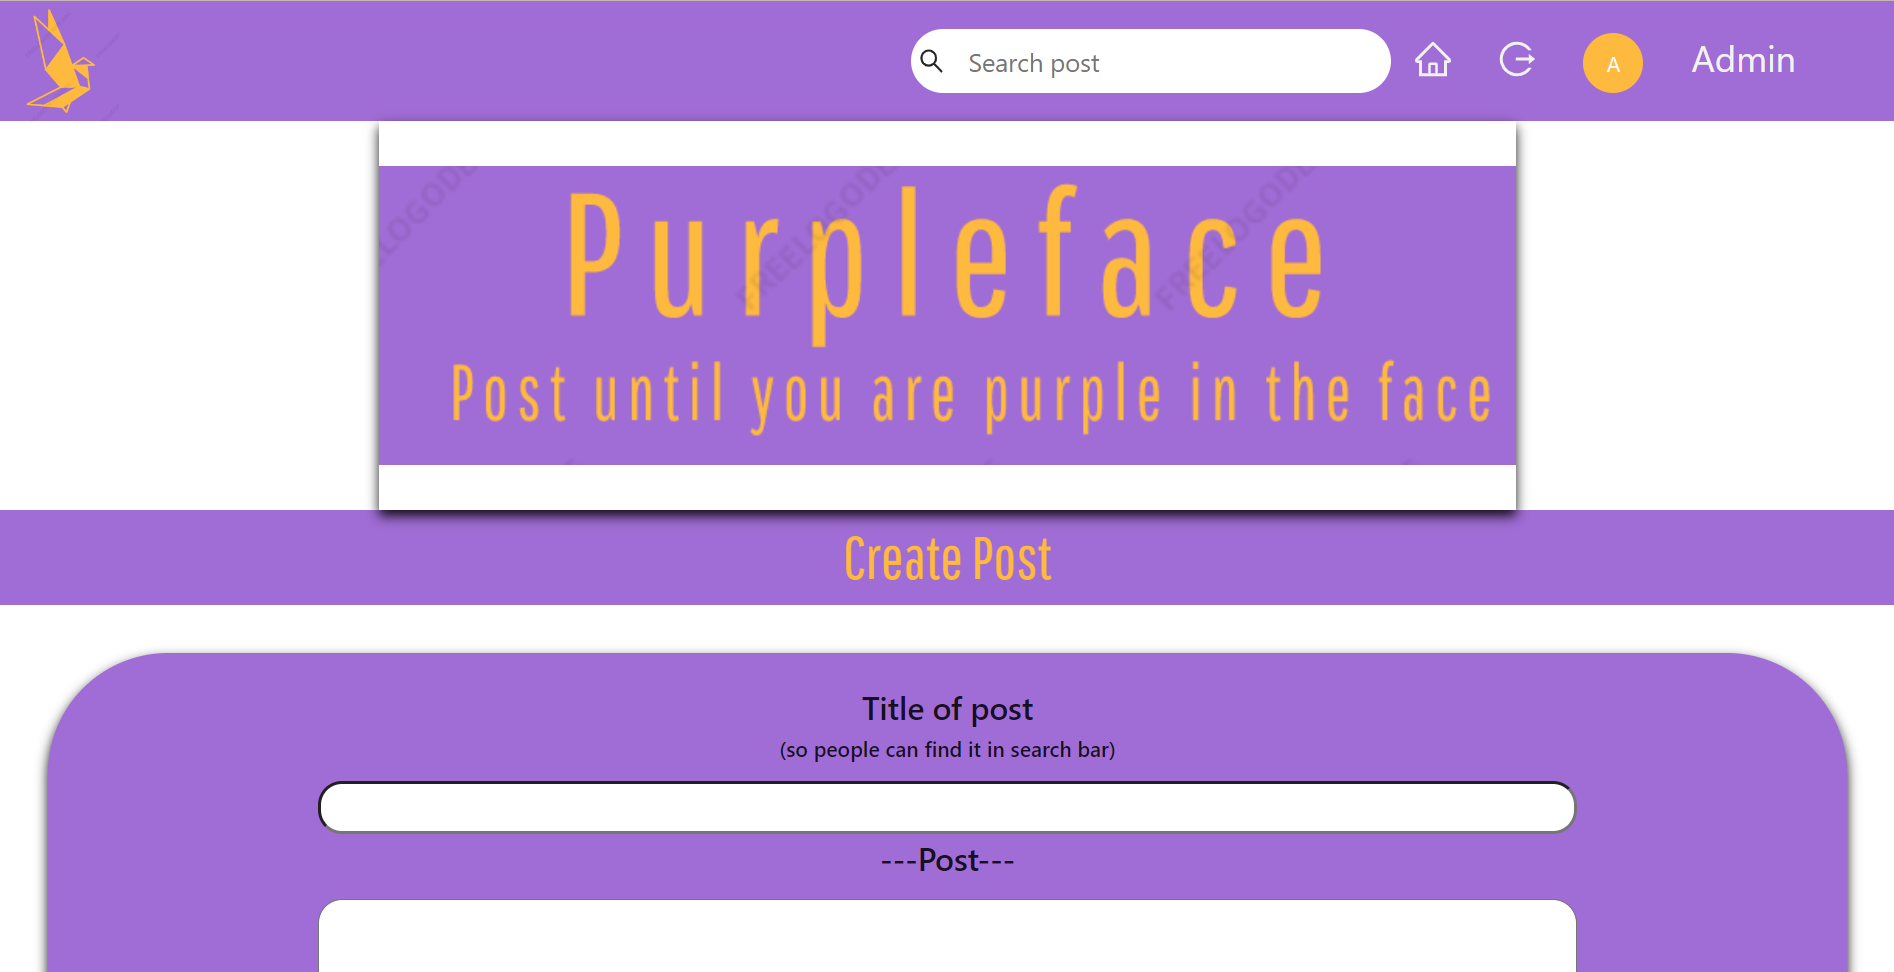 Search post
A
Admin
Purpleface
FREELOGODE
Post until you are purple in the face
Create Post
Title of post
(so people can find it in search bar)
---Post---